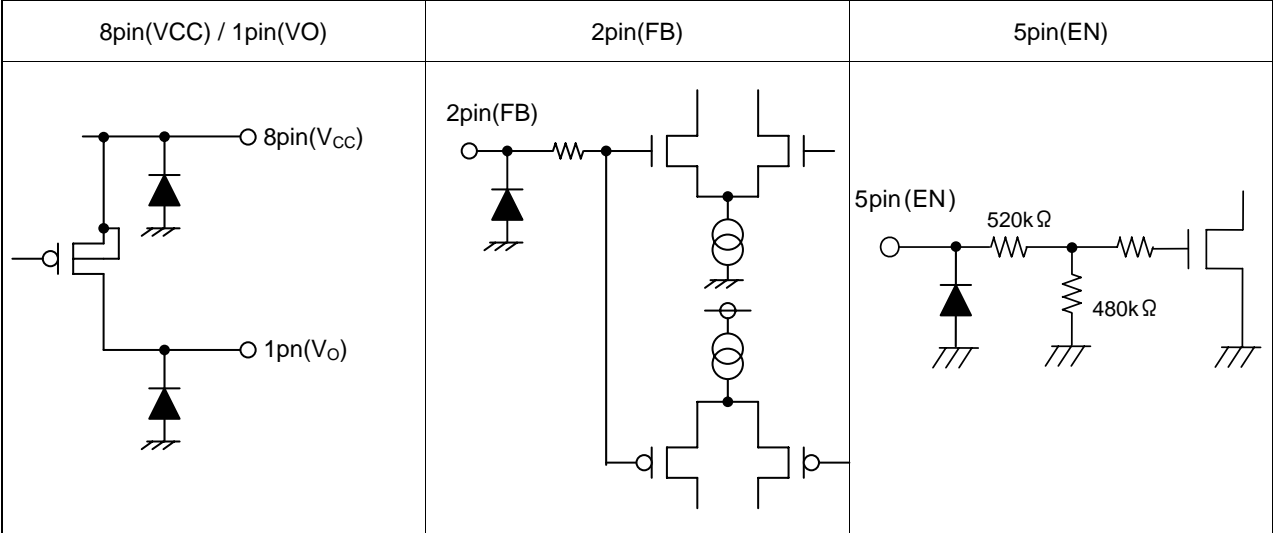 8pin(VCC) / 1pin(VO)
2pin(FB)
5pin(EN)
8pin(VCC)
1pn(VO)
2pin(FB)
5pin(EN)
520kΩ
480kΩ